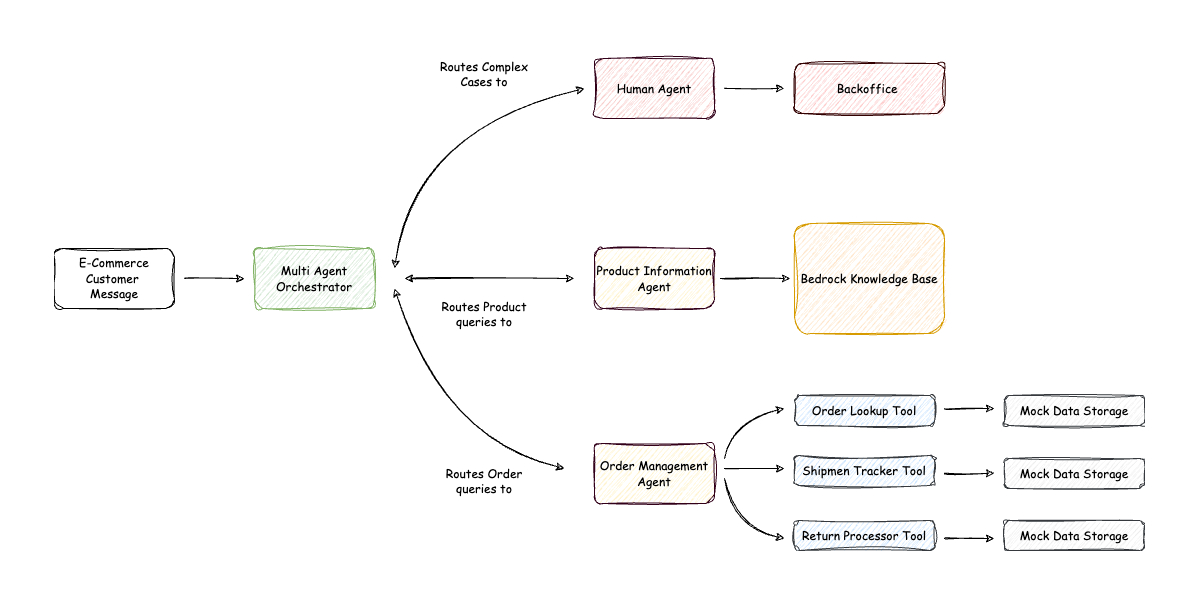 Routes Complex
Cases to
Human Agent
Backoffice
E-Commerce
Customer
Message
Multi Agent
Orchestrator
Routes Product
queries to
Product Information
Agent
Bedrock Knowledge Base
Routes Order
queries to
Order Management
Agent
Order Lookup Tool
Mock Data Storage
Shipmen Tracker Tool
Mock Data Storage
Return Processor Tool
Mock Data Storage